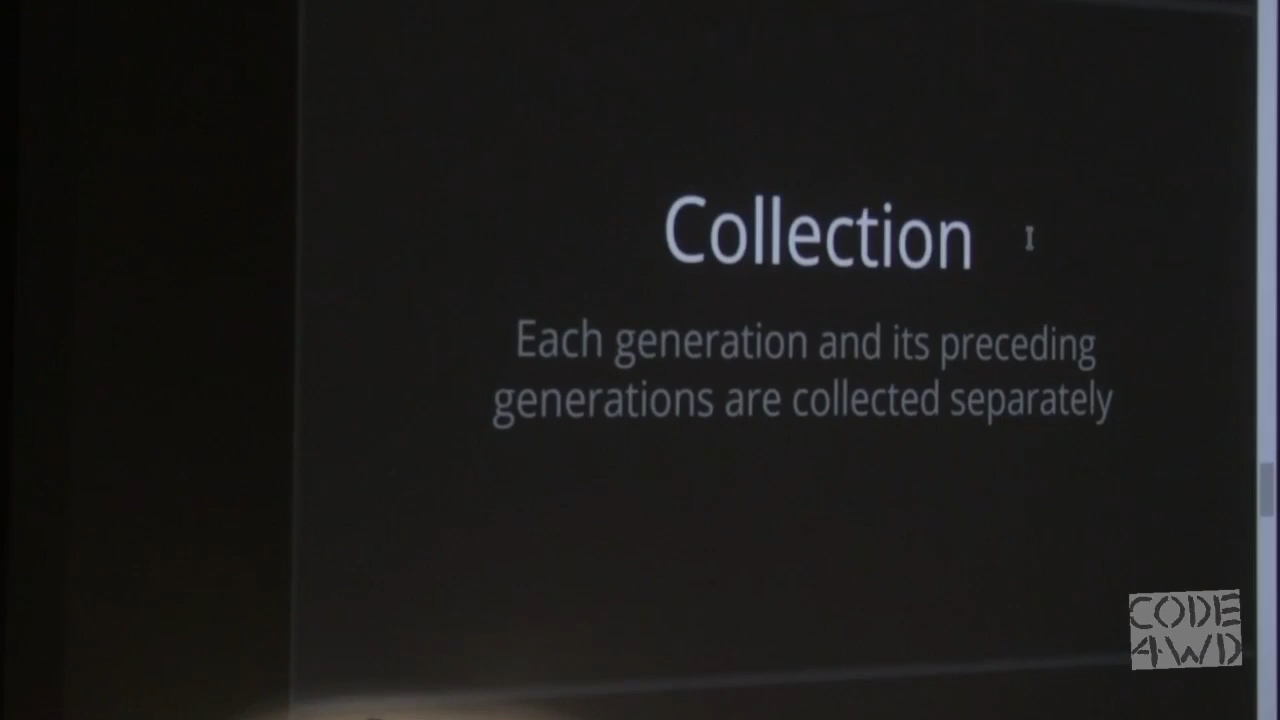 Collection
Each generation and its preceding
generations are collected separately
CODE
4WD